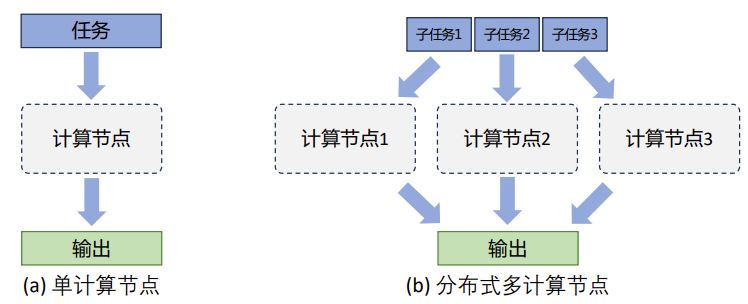 任务
计算节点
输出
(a) 单计算节点
子任务1 子任务2 子任务3
计算节点1 计算节点2 计算节点3
输出
(b) 分布式多计算节点